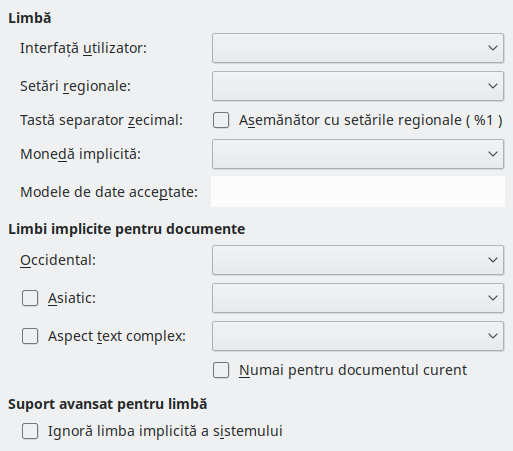 Limbă
Interfață utilizator:
Setări regionale:
Tastă separator zecimal:
Asemănător cu setările regionale ( %1 )
Monedă implicită:
Modele de date acceptate:
Limbi implicite pentru documente
Occidental:
Asiatic:
Aspect text complex:
Numai pentru documentul curent
Suport avansat pentru limbă
Ignoră limba implicită a sistemului